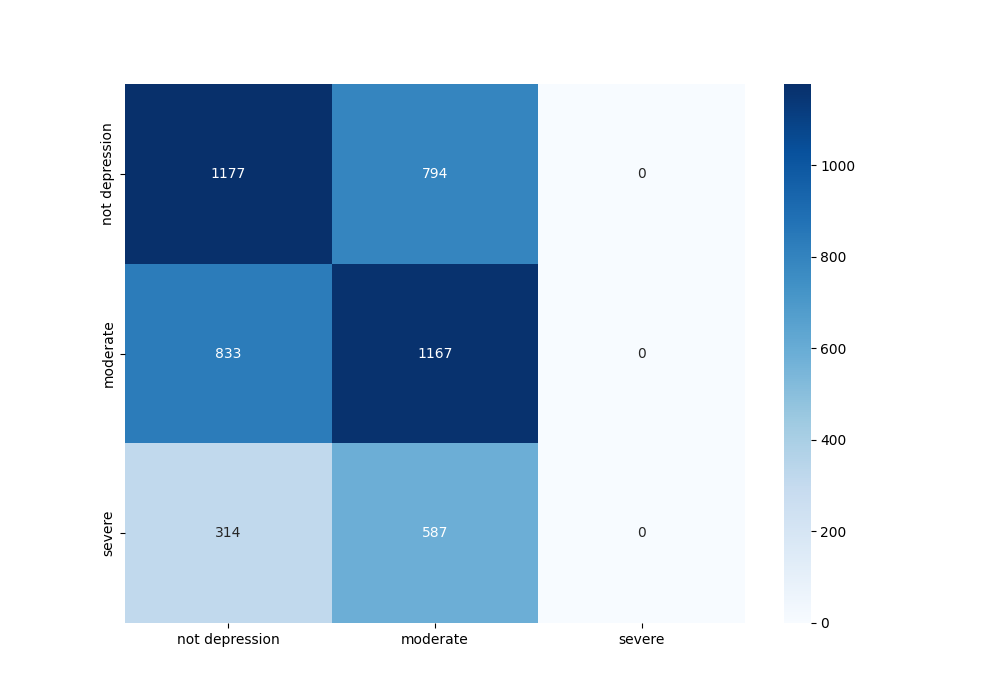 not depression
1177 794 0
moderate
833 1167 0
severe
314 587 0
not depression moderate severe
1000
800
600
400
200
0